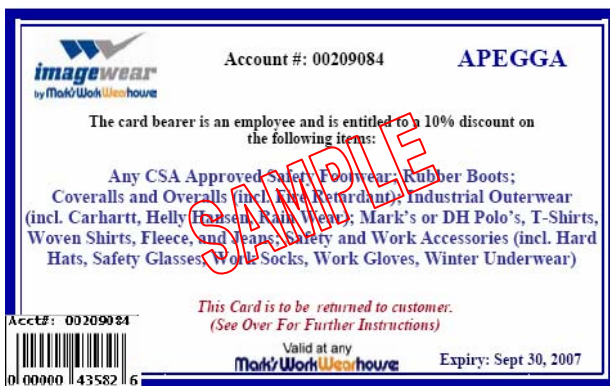 imagewear
by Mark's Work Wearhouse
Account #: 00209084
APEGGA
The card bearer is an employee and is entitled to a 10% discount on
the following items:
Any CSA Approved Safety Footwear; Rubber Boots;
Coveralls and Overalls (incl. Fire Retardant); Industrial Outerwear
(incl. Carhartt, Helly Hansen, Rain Wear); Mark's or DH Polo's, T-Shirts,
Woven Shirts, Fleece, and Jeans; Safety and Work Accessories (incl. Hard
Hats, Safety Glasses, Work Socks, Work Gloves, Winter Underwear)
SAMPLE
This Card is to be returned to customer.
(See Over For Further Instructions)
Acct#: 00209084
0 00000 43582 6
Valid at any
Mark's Work Wearhouse
Expiry: Sept 30, 2007